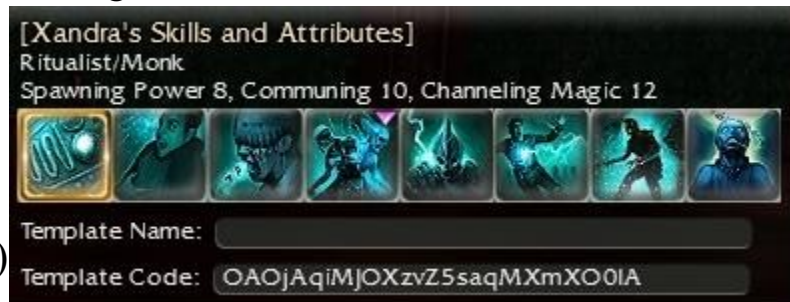 [Xandra's Skills and Attributes]
Ritualist/Monk
Spawning Power 8, Communing 10, Channeling Magic 12
Template Name:
)
Template Code: OAOjAqiMJOXzvZ5saqMXmXO0lA